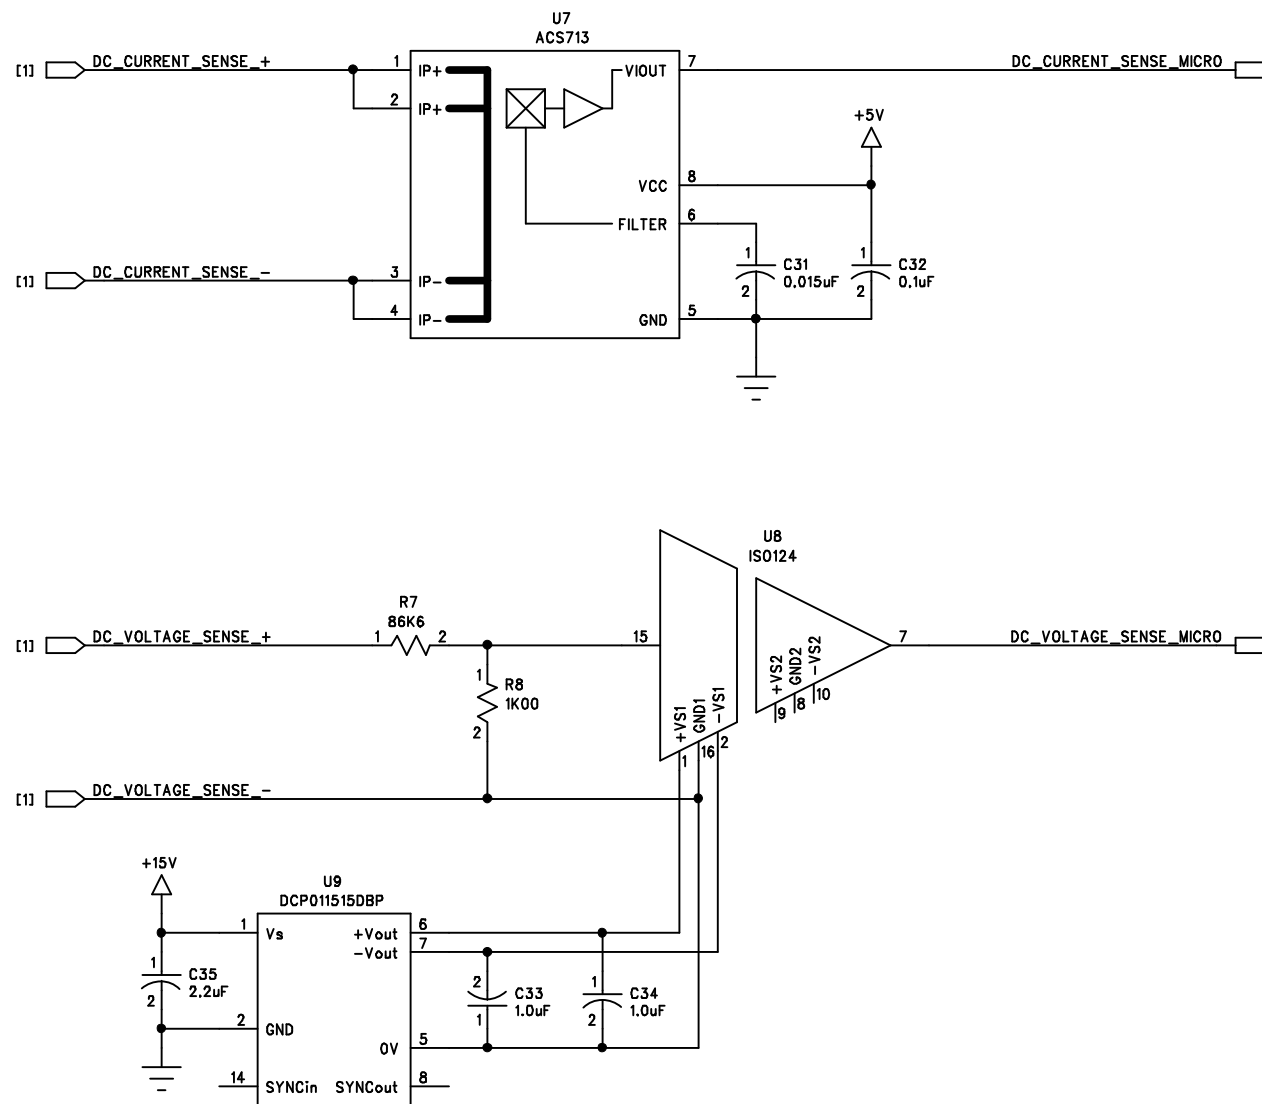 U7
ACS713
[1] DC_CURRENT_SENSE_+ 1 IP+ VIOUT 7 DC_CURRENT_SENSE_MICRO
2 IP+
+5V
VCC 8
FILTER 6
[1] DC_CURRENT_SENSE_- 3 IP-
1 C31 1 C32
0.015uF 0.1uF
2 2
4 IP- GND 5
U8
ISO124
R7
86K6
[1] DC_VOLTAGE_SENSE_+ 1 2 15 7 DC_VOLTAGE_SENSE_MICRO
1 R8
1K00
2
+VS1 GND1 -VS1
1 16 2
+VS2 GND2 -VS2
9 8 10
[1] DC_VOLTAGE_SENSE_-
+15V
U9
DCP011515DBP
1 Vs +Vout 6
-Vout 7
1 C35
2.2uF
2
2 C33
1.0uF
1
1 C34
1.0uF
2
2 GND
0V 5
14 SYNCin SYNCout 8